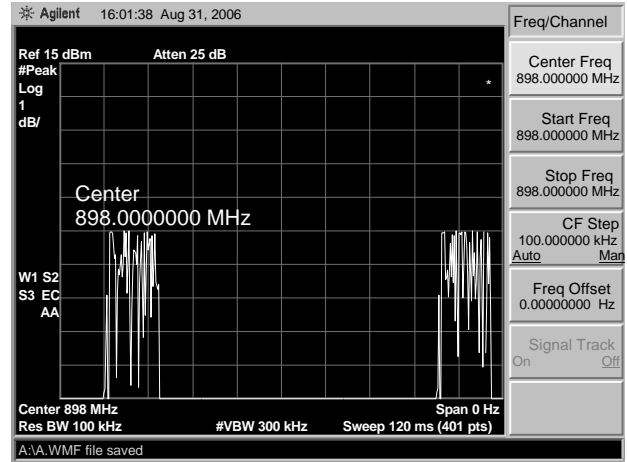 Agilent 16:01:38 Aug 31, 2006
Freq/Channel
Ref 15 dBm Atten 25 dB
#Peak
Log
1
dB/
*
Center
898.0000000 MHz
W1 S2
S3 EC
AA
Center 898 MHz Span 0 Hz
Res BW 100 kHz #VBW 300 kHz Sweep 120 ms (401 pts)
A:\A.WMF file saved
Center Freq
898.000000 MHz
Start Freq
898.000000 MHz
Stop Freq
898.000000 MHz
CF Step
100.000000 kHz
Auto Man
Freq Offset
0.00000000 Hz
Signal Track
On Off